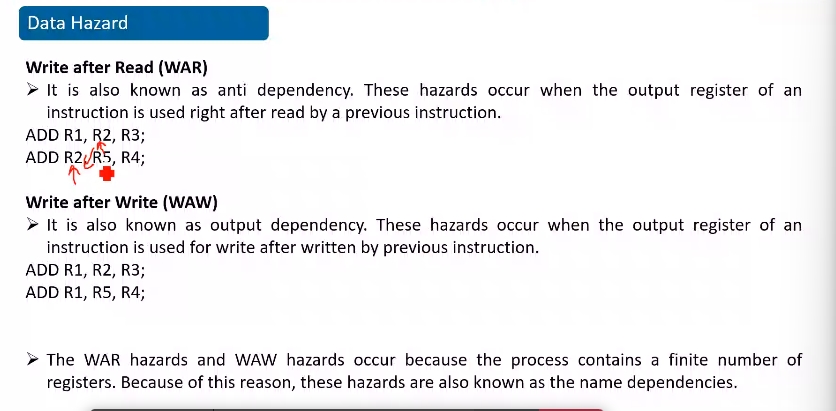 Data Hazard
Write after Read (WAR)
➢ It is also known as anti dependency. These hazards occur when the output register of an
instruction is used right after read by a previous instruction.
ADD R1, R2, R3;
ADD R2, R5, R4;
Write after Write (WAW)
➢ It is also known as output dependency. These hazards occur when the output register of an
instruction is used for write after written by previous instruction.
ADD R1, R2, R3;
ADD R1, R5, R4;
➢ The WAR hazards and WAW hazards occur because the process contains a finite number of
registers. Because of this reason, these hazards are also known as the name dependencies.